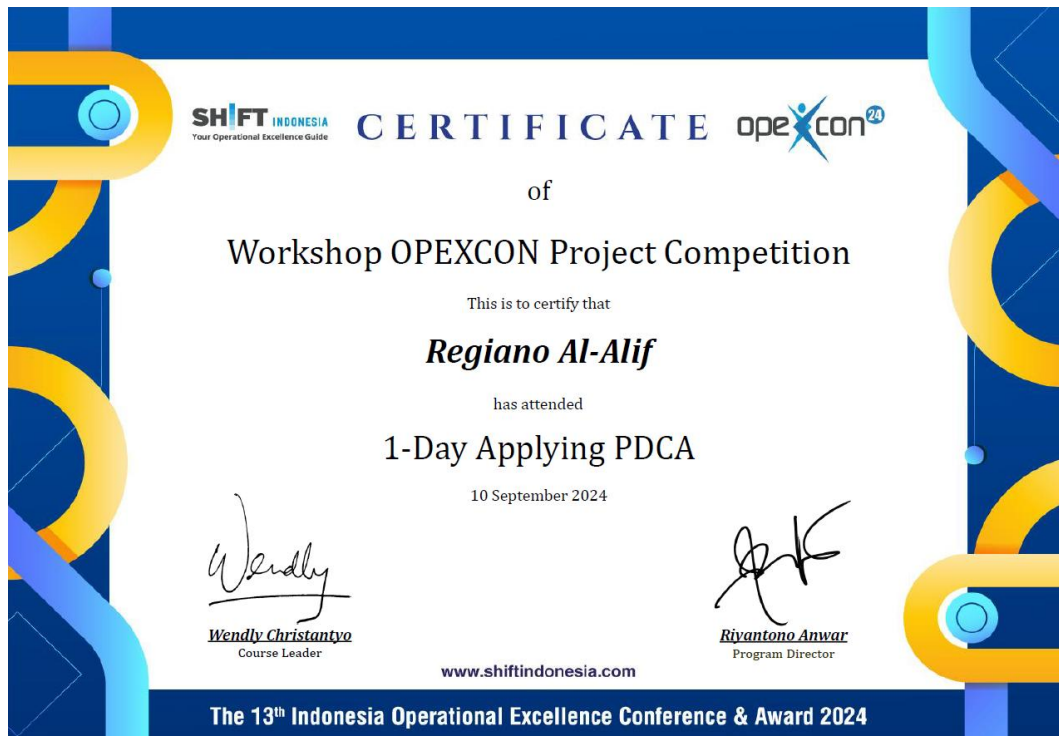 SHIFT INDONESIA
Your Operational Excellence Guide
CERTIFICATE
opexcon24
of
Workshop OPEXCON Project Competition
This is to certify that
Regiano Al-Alif
has attended
1-Day Applying PDCA
10 September 2024
Wendly
Wendly Christantyo
Course Leader
Riyantono Anwar
Program Director
www.shiftindonesia.com
The 13th Indonesia Operational Excellence Conference & Award 2024